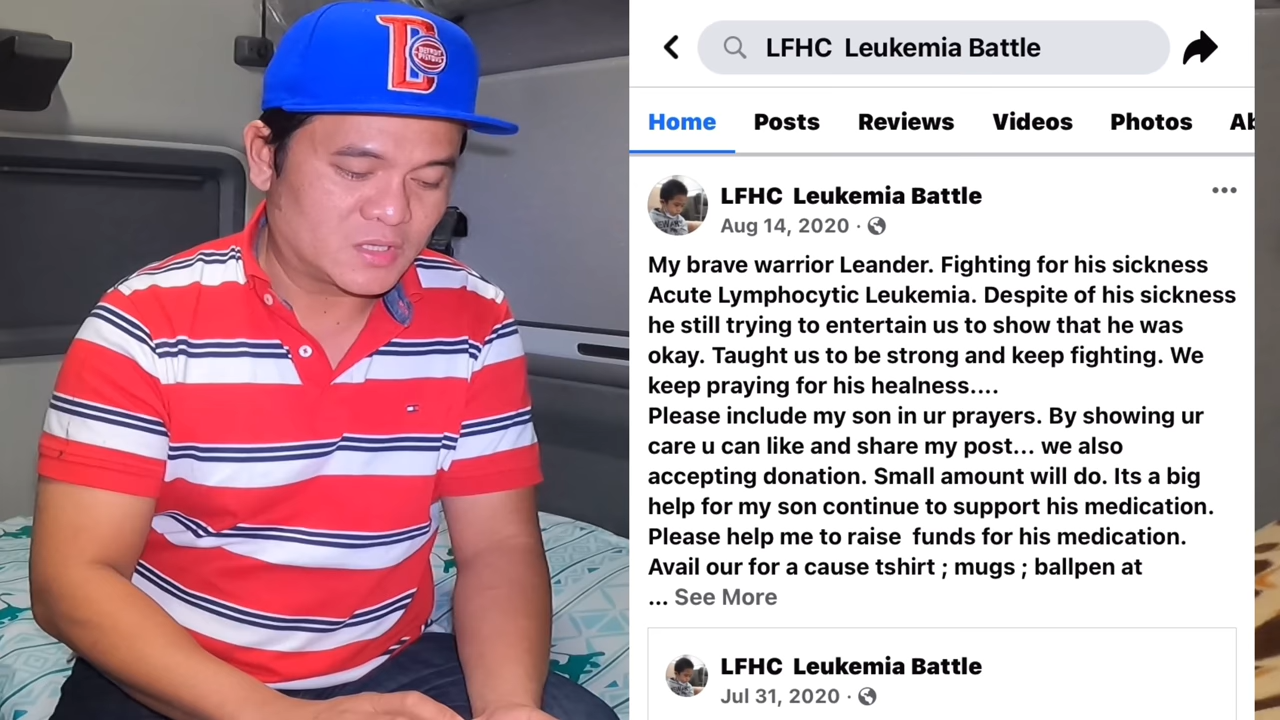 DETROIT
PISTONS
LFHC Leukemia Battle
Home Posts Reviews Videos Photos Ab
LFHC Leukemia Battle
Aug 14, 2020 ·
My brave warrior Leander. Fighting for his sickness
Acute Lymphocytic Leukemia. Despite of his sickness
he still trying to entertain us to show that he was
okay. Taught us to be strong and keep fighting. We
keep praying for his healness....
Please include my son in ur prayers. By showing ur
care u can like and share my post... we also
accepting donation. Small amount will do. Its a big
help for my son continue to support his medication.
Please help me to raise funds for his medication.
Avail our for a cause tshirt ; mugs ; ballpen at
... See More
LFHC Leukemia Battle
Jul 31, 2020 ·